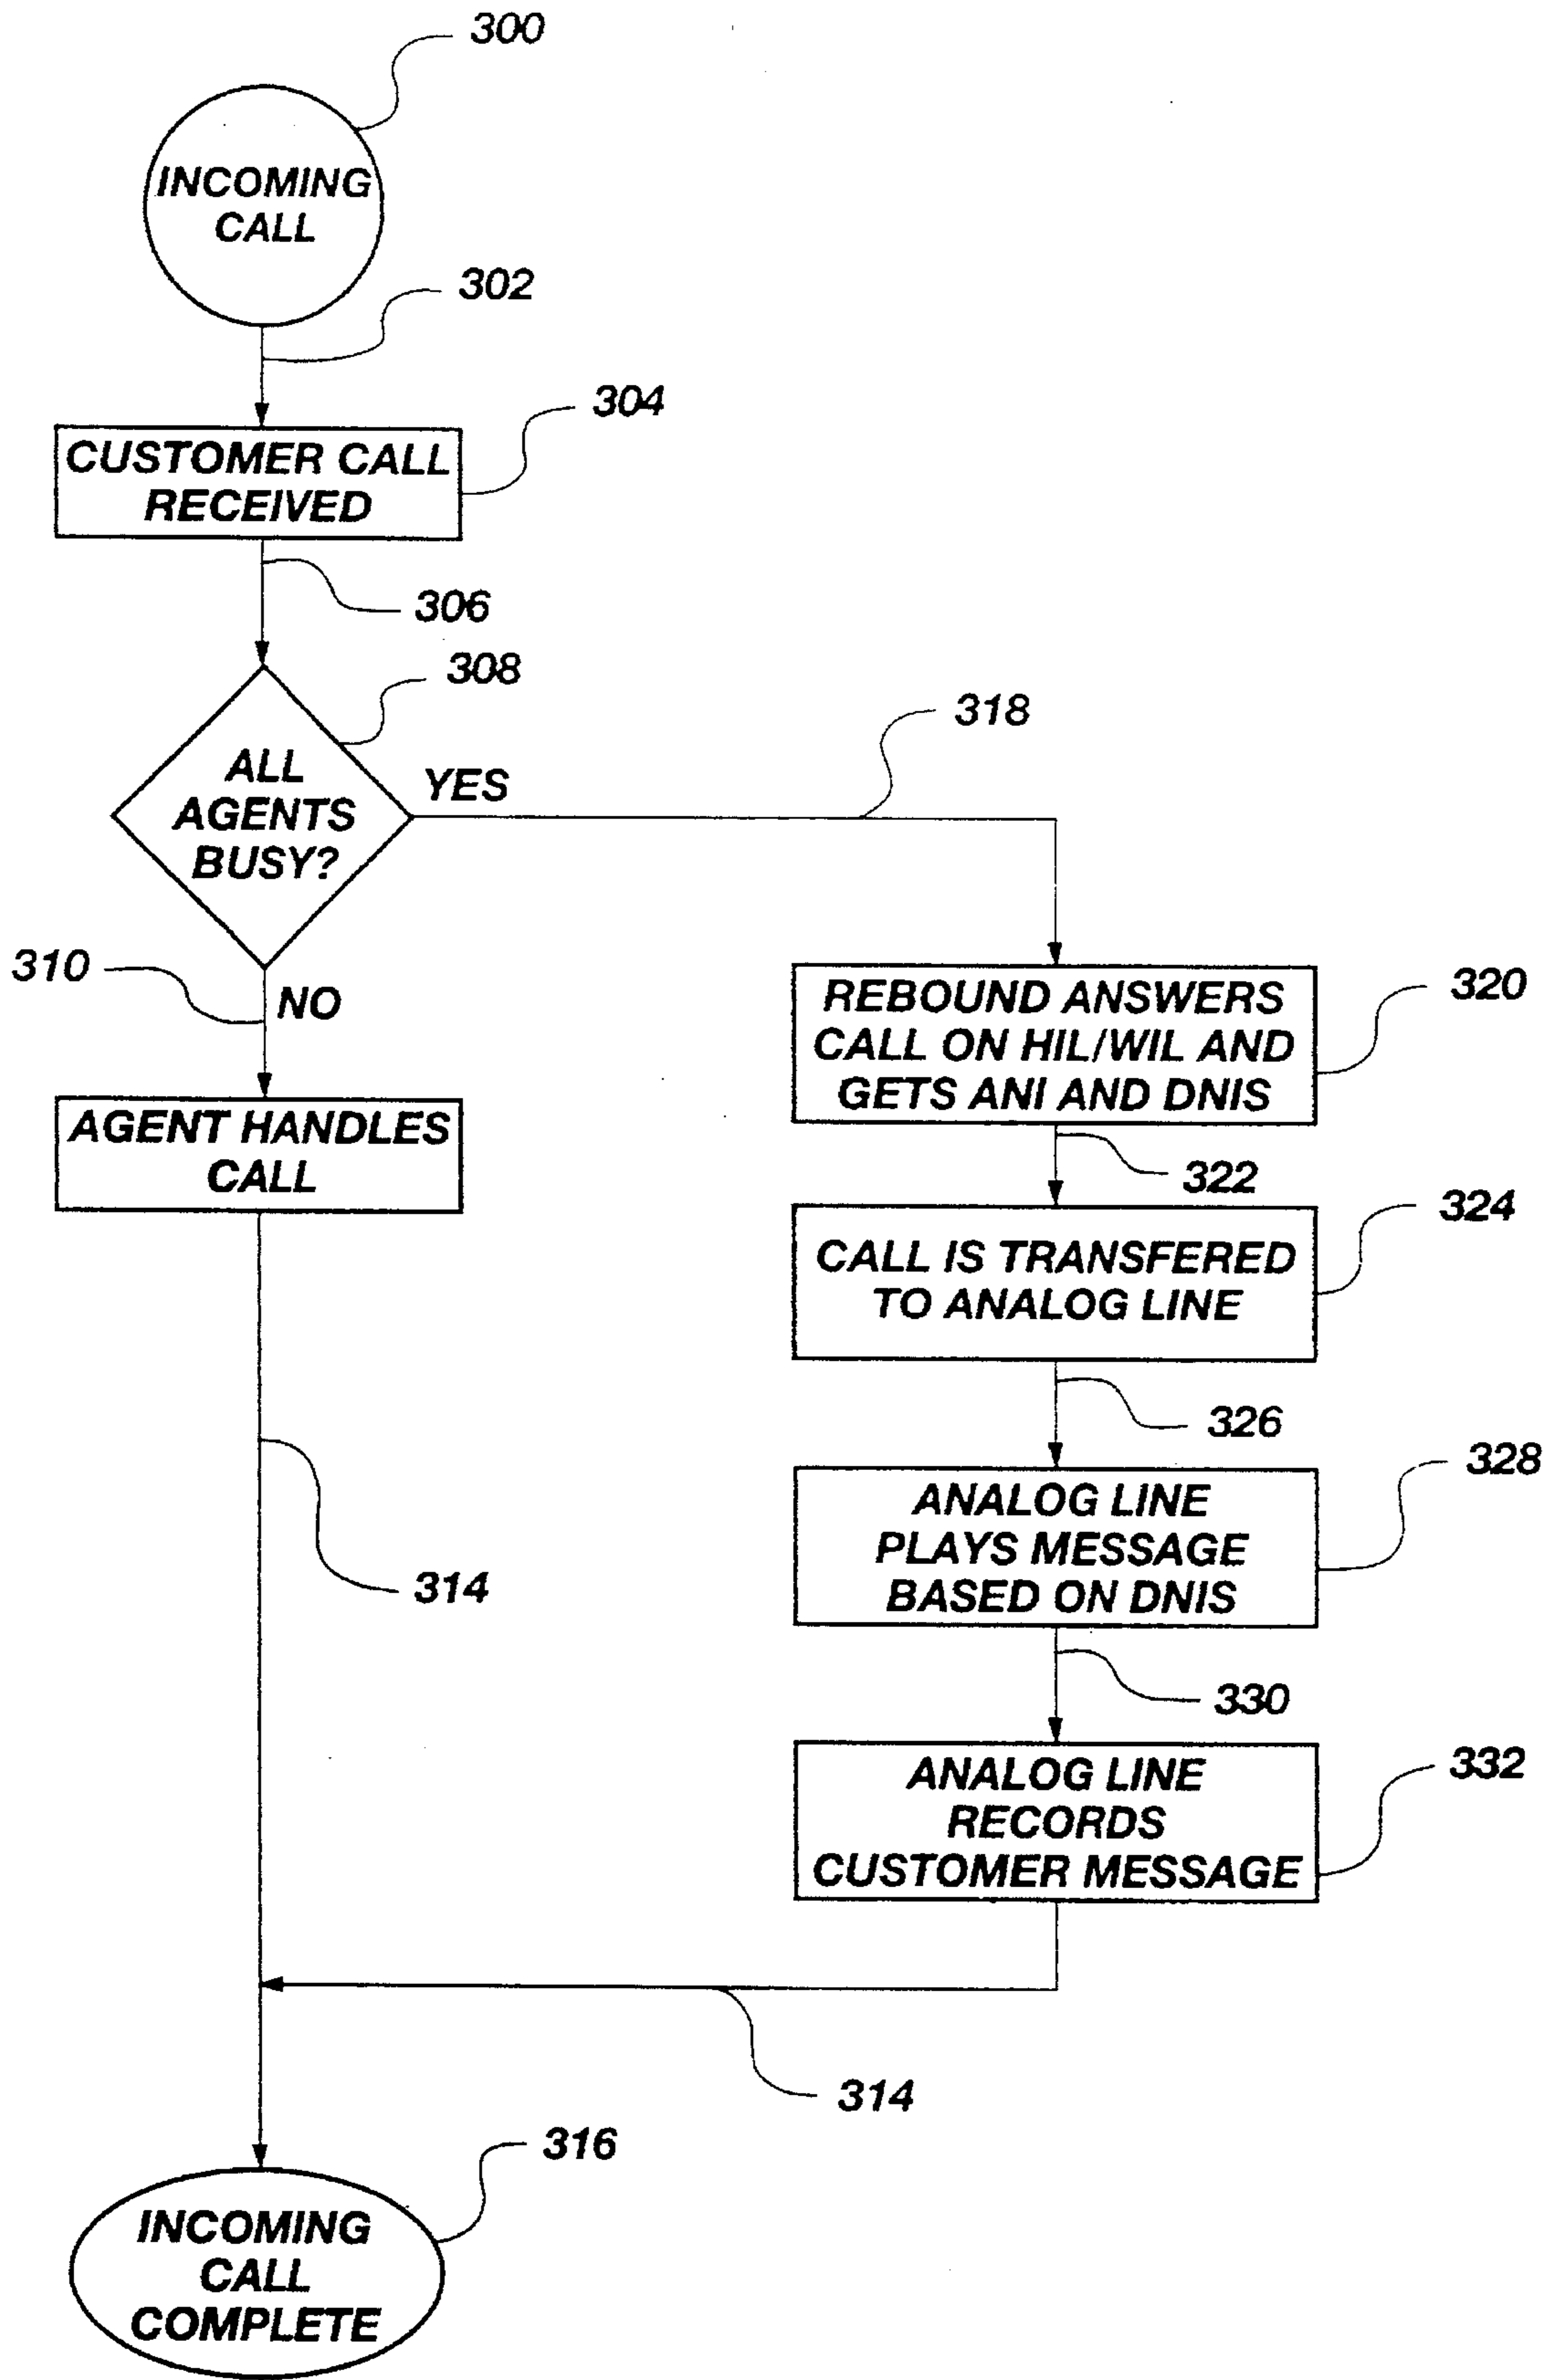 300
INCOMING
CALL
302
304
CUSTOMER CALL
RECEIVED
306
308
ALL
AGENTS
BUSY?
YES
318
310
NO
AGENT HANDLES
CALL
314
320
REBOUND ANSWERS
CALL ON HIL/WIL AND
GETS ANI AND DNIS
322
324
CALL IS TRANSFERED
TO ANALOG LINE
326
328
ANALOG LINE
PLAYS MESSAGE
BASED ON DNIS
330
332
ANALOG LINE
RECORDS
CUSTOMER MESSAGE
314
316
INCOMING
CALL
COMPLETE